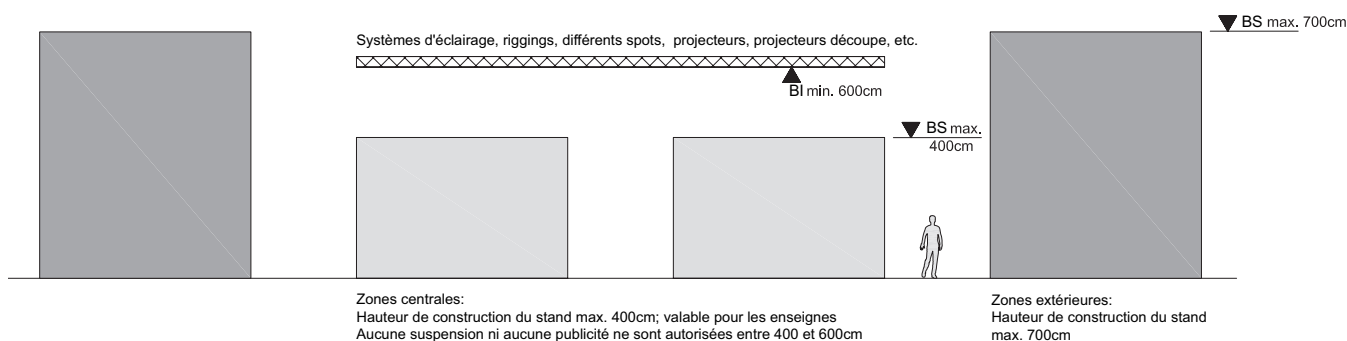 BS max. 700cm
Systèmes d'éclairage, riggings, différents spots, projecteurs, projecteurs découpe, etc.
BI min. 600cm
BS max.
400cm
Zones centrales:
Hauteur de construction du stand max. 400cm; valable pour les enseignes
Aucune suspension ni aucune publicité ne sont autorisées entre 400 et 600cm
Zones extérieures:
Hauteur de construction du stand
max. 700cm